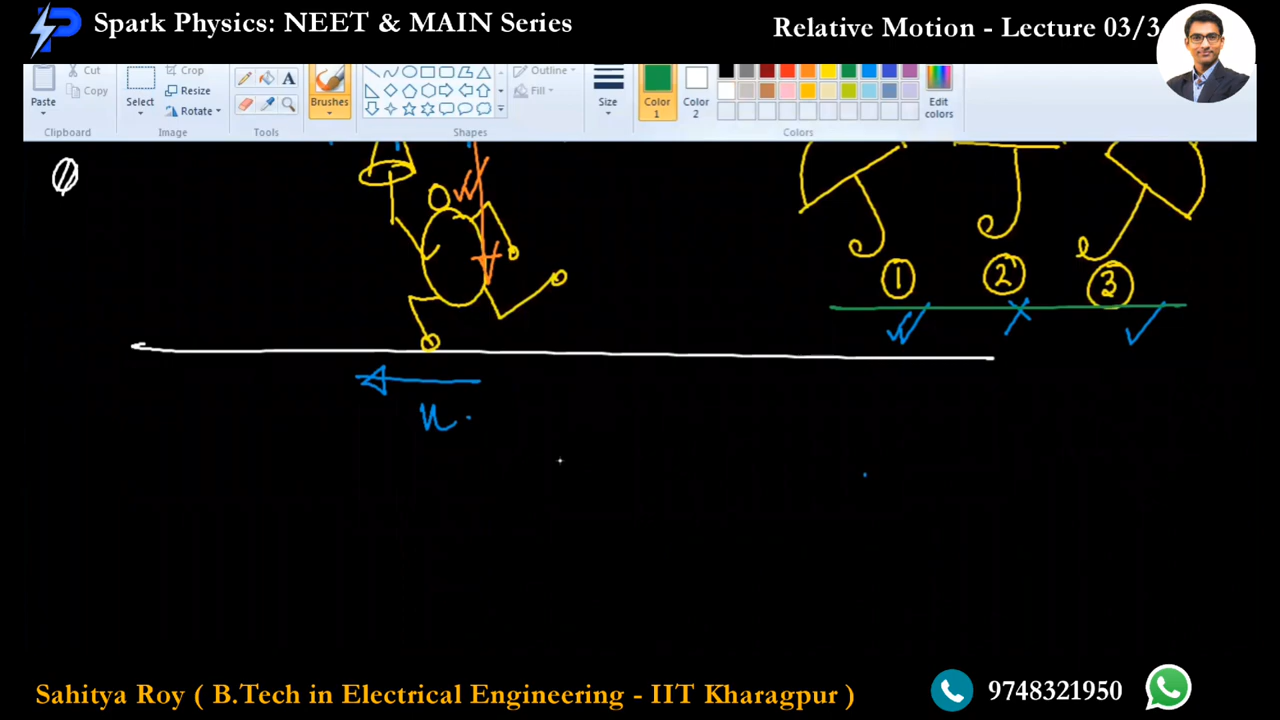 Spark Physics: NEET & MAIN Series
Relative Motion - Lecture 03/3
Paste
Cut
Copy
Clipboard
Select
Crop
Resize
Rotate
Image
A
Tools
Brushes
Shapes
Outline
Fill
Size
Color 1
Color 2
Edit colors
Colors
1
2
3
u
Sahitya Roy ( B.Tech in Electrical Engineering - IIT Kharagpur )
9748321950